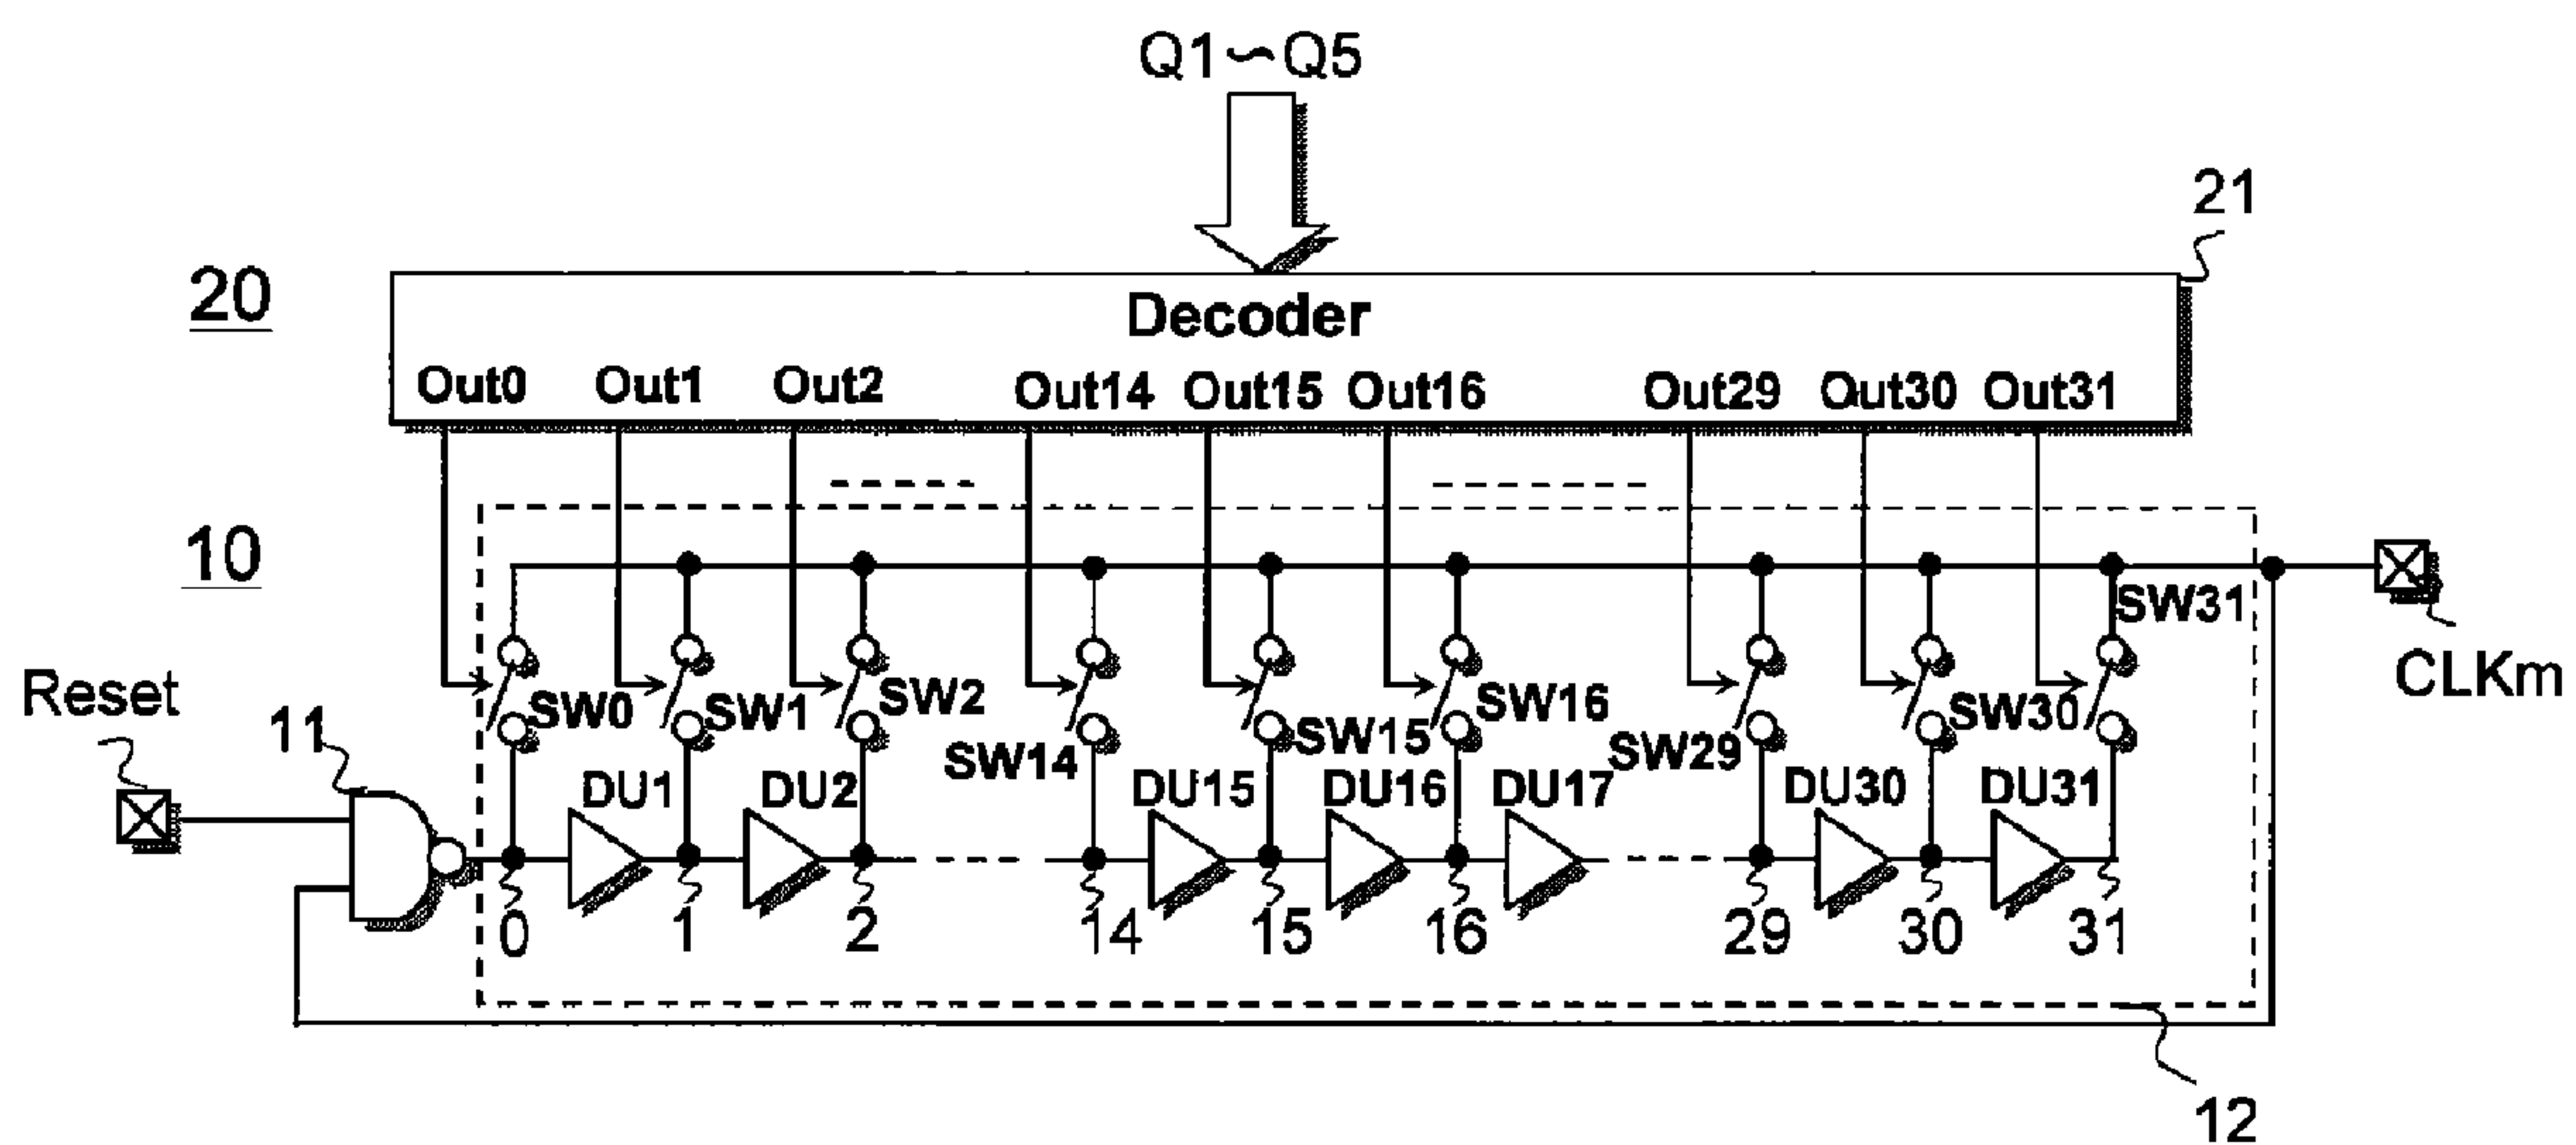 Q1∽Q5
21
20
Decoder
Out0 Out1 Out2 Out14 Out15 Out16 Out29 Out30 Out31
10
SW31
Reset
11
SW0 SW1 SW2 SW14 SW15 SW16 SW29 SW30
CLKm
DU1 DU2 DU15 DU16 DU17 DU30 DU31
0 1 2 14 15 16 29 30 31
12